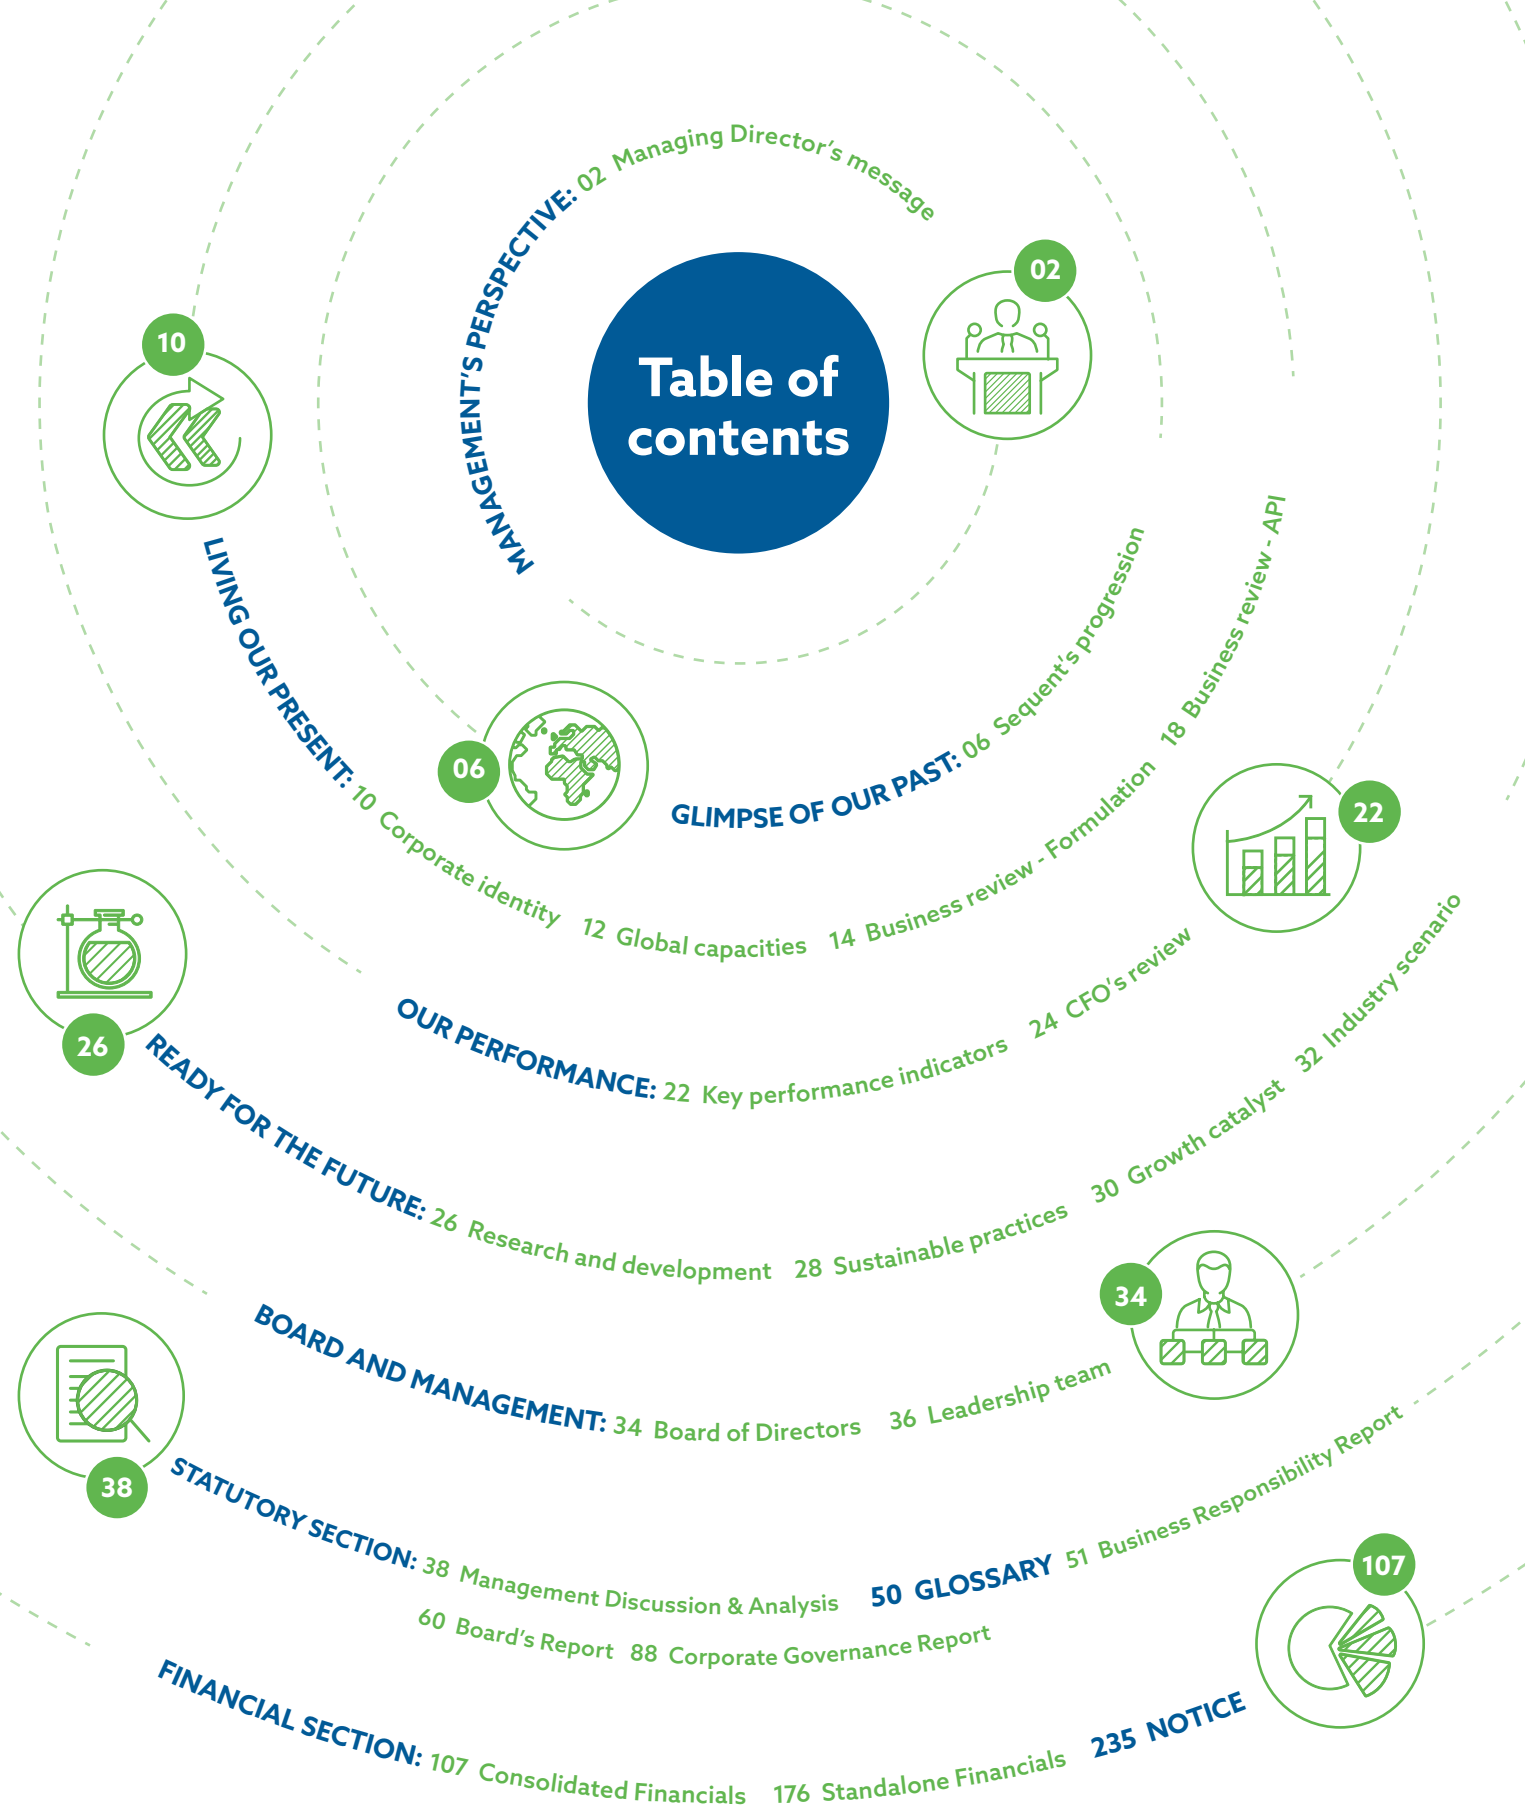 MANAGEMENT'S PERSPECTIVE: 02 Managing Director's message
Table of
contents
02
10
06
GLIMPSE OF OUR PAST: 06 Sequent's progression
LIVING OUR PRESENT: 10 Corporate identity 12 Global capacities 14 Business review - Formulation 18 Business review - API
22
OUR PERFORMANCE: 22 Key performance indicators 24 CFO's review
26
READY FOR THE FUTURE: 26 Research and development 28 Sustainable practices 30 Growth catalyst 32 Industry scenario
34
BOARD AND MANAGEMENT: 34 Board of Directors 36 Leadership team
38
STATUTORY SECTION: 38 Management Discussion & Analysis 50 GLOSSARY 51 Business Responsibility Report
60 Board's Report 88 Corporate Governance Report
107
FINANCIAL SECTION: 107 Consolidated Financials 176 Standalone Financials 235 NOTICE